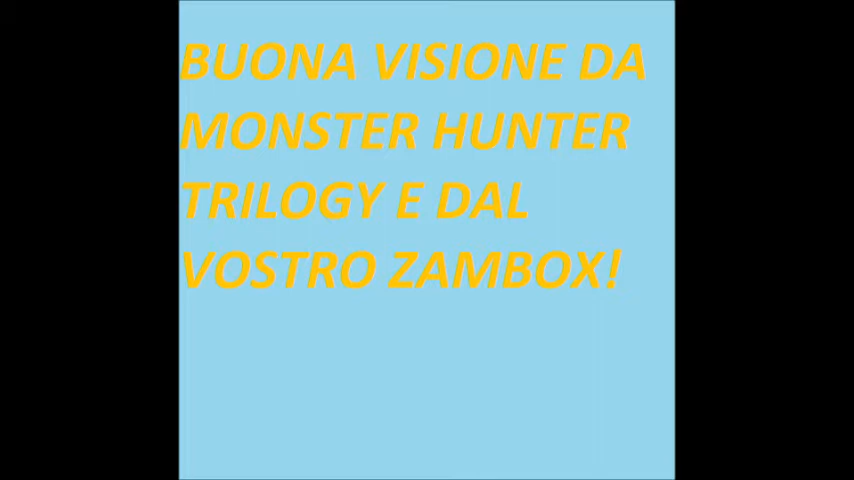 BUONA VISIONE DA
MONSTER HUNTER
TRILOGY E DAL
VOSTRO ZAMBOX!